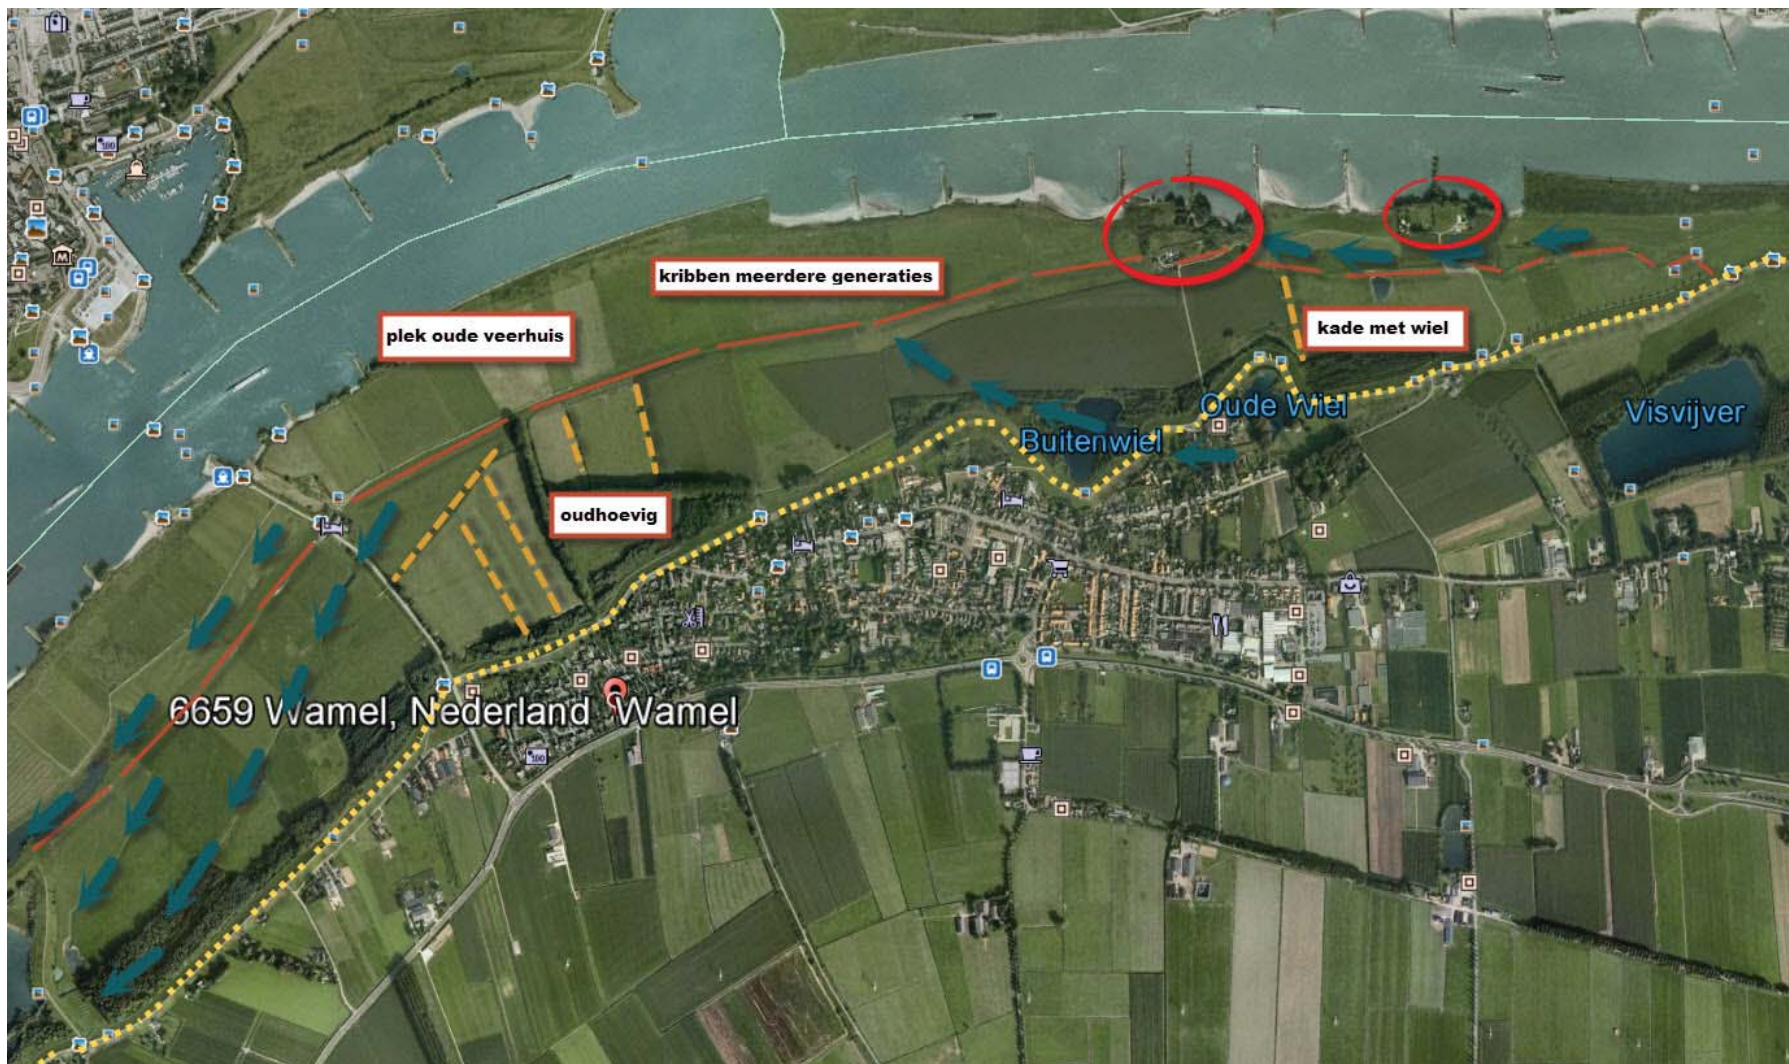 kribben meerdere generaties
plek oude veerhuis
kade met wiel
Oude Wiel
Visvijver
Buitenwiel
oudhoevig
6659 Wamel, Nederland Wamel